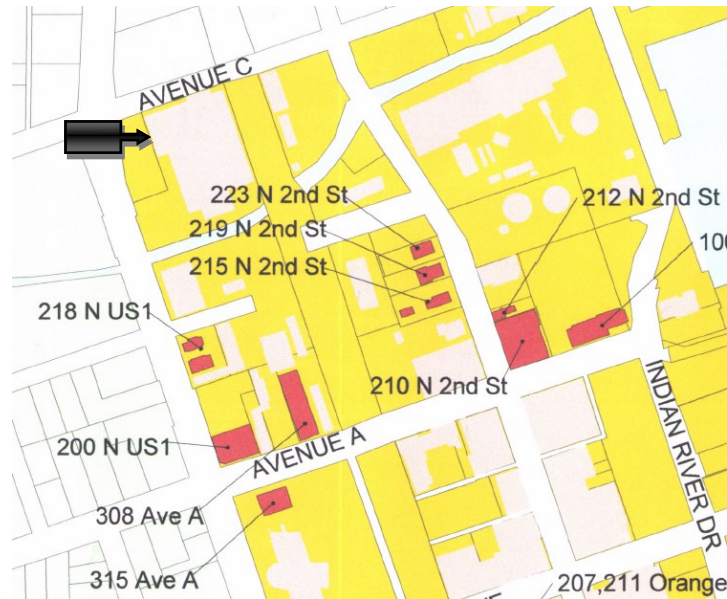 AVENUE C
223 N 2nd St
212 N 2nd St
219 N 2nd St
215 N 2nd St
218 N US1
210 N 2nd St
INDIAN RIVER DR
200 N US1
AVENUE A
308 Ave A
315 Ave A
207,211 Orange